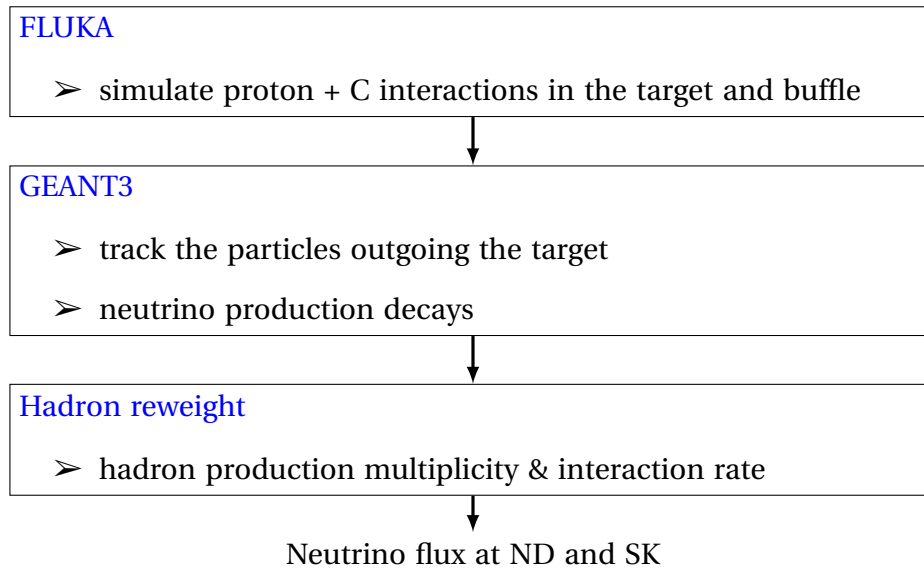 FLUKA
➢ simulate proton + C interactions in the target and buffle
GEANT3
➢ track the particles outgoing the target
➢ neutrino production decays
Hadron reweight
➢ hadron production multiplicity & interaction rate
Neutrino flux at ND and SK